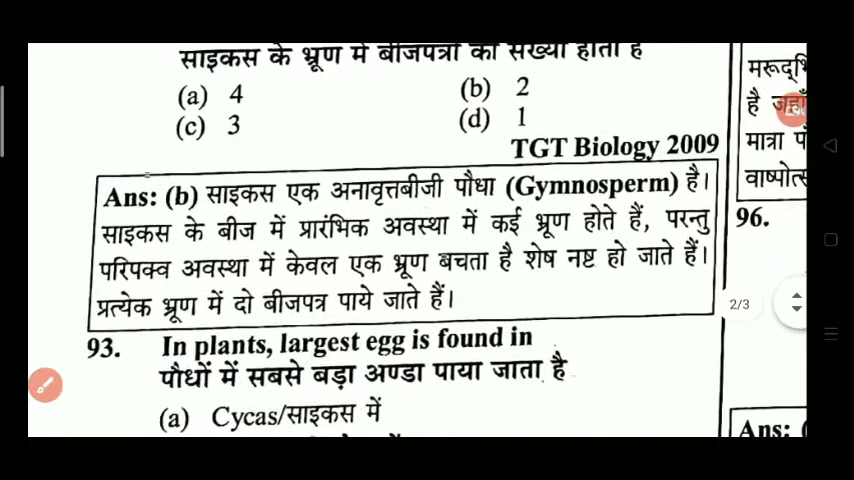 साइकस के भ्रूण में बीजपत्रों की संख्या होती है
(a) 4
(b) 2
(c) 3
(d) 1
TGT Biology 2009
Ans: (b) साइकस एक अनावृत्तबीजी पौधा (Gymnosperm) है।
साइकस के बीज में प्रारंभिक अवस्था में कई भ्रूण होते हैं, परन्तु
परिपक्व अवस्था में केवल एक भ्रूण बचता है शेष नष्ट हो जाते हैं।
प्रत्येक भ्रूण में दो बीजपत्र पाये जाते हैं।
93. In plants, largest egg is found in
पौधों में सबसे बड़ा अण्डा पाया जाता है
(a) Cycas/साइकस में
है जहाँ
मात्रा
96.
Ans:
2/3